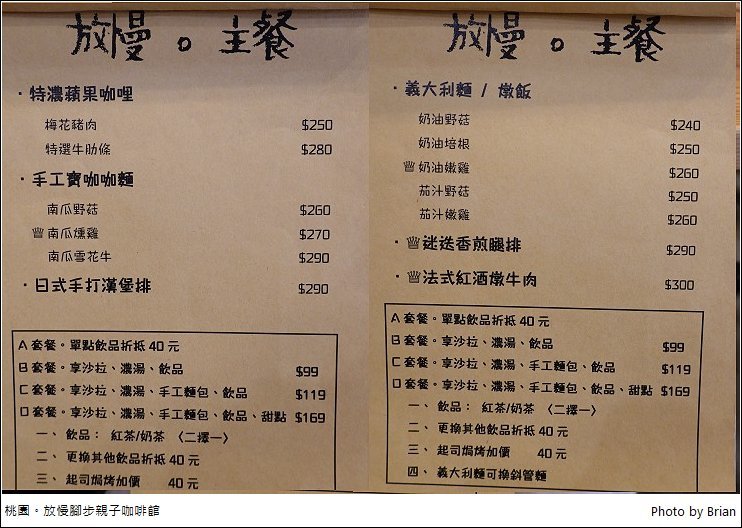 放慢。主餐
・特濃蘋果咖哩
梅花豬肉 $250
特選牛肋條 $280
・手工寶咖咖麵
南瓜野菇 $260
南瓜燻雞 $270
南瓜雪花牛 $290
・日式手打漢堡排 $290
A 套餐。單點飲品折抵 40 元
B 套餐。享沙拉、濃湯、飲品 $99
C 套餐。享沙拉、濃湯、手工麵包、飲品 $119
D 套餐。享沙拉、濃湯、手工麵包、飲品、甜點 $169
一、 飲品： 紅茶/奶茶 〈二擇一〉
二、 更換其他飲品折抵 40 元
三、 起司焗烤加價 40 元
放慢。主餐
・義大利麵 / 燉飯
奶油野菇 $240
奶油培根 $250
奶油嫩雞 $260
茄汁野菇 $250
茄汁嫩雞 $260
・迷迭香煎腿排 $290
・法式紅酒燉牛肉 $300
A 套餐。單點飲品折抵 40 元
B 套餐。享沙拉、濃湯、飲品 $99
C 套餐。享沙拉、濃湯、手工麵包、飲品 $119
D 套餐。享沙拉、濃湯、手工麵包、飲品、甜點 $169
一、 飲品： 紅茶/奶茶 〈二擇一〉
二、 更換其他飲品折抵 40 元
三、 起司焗烤加價 40 元
四、 義大利麵可換斜管麵
桃園。放慢腳步親子咖啡館 Photo by Brian